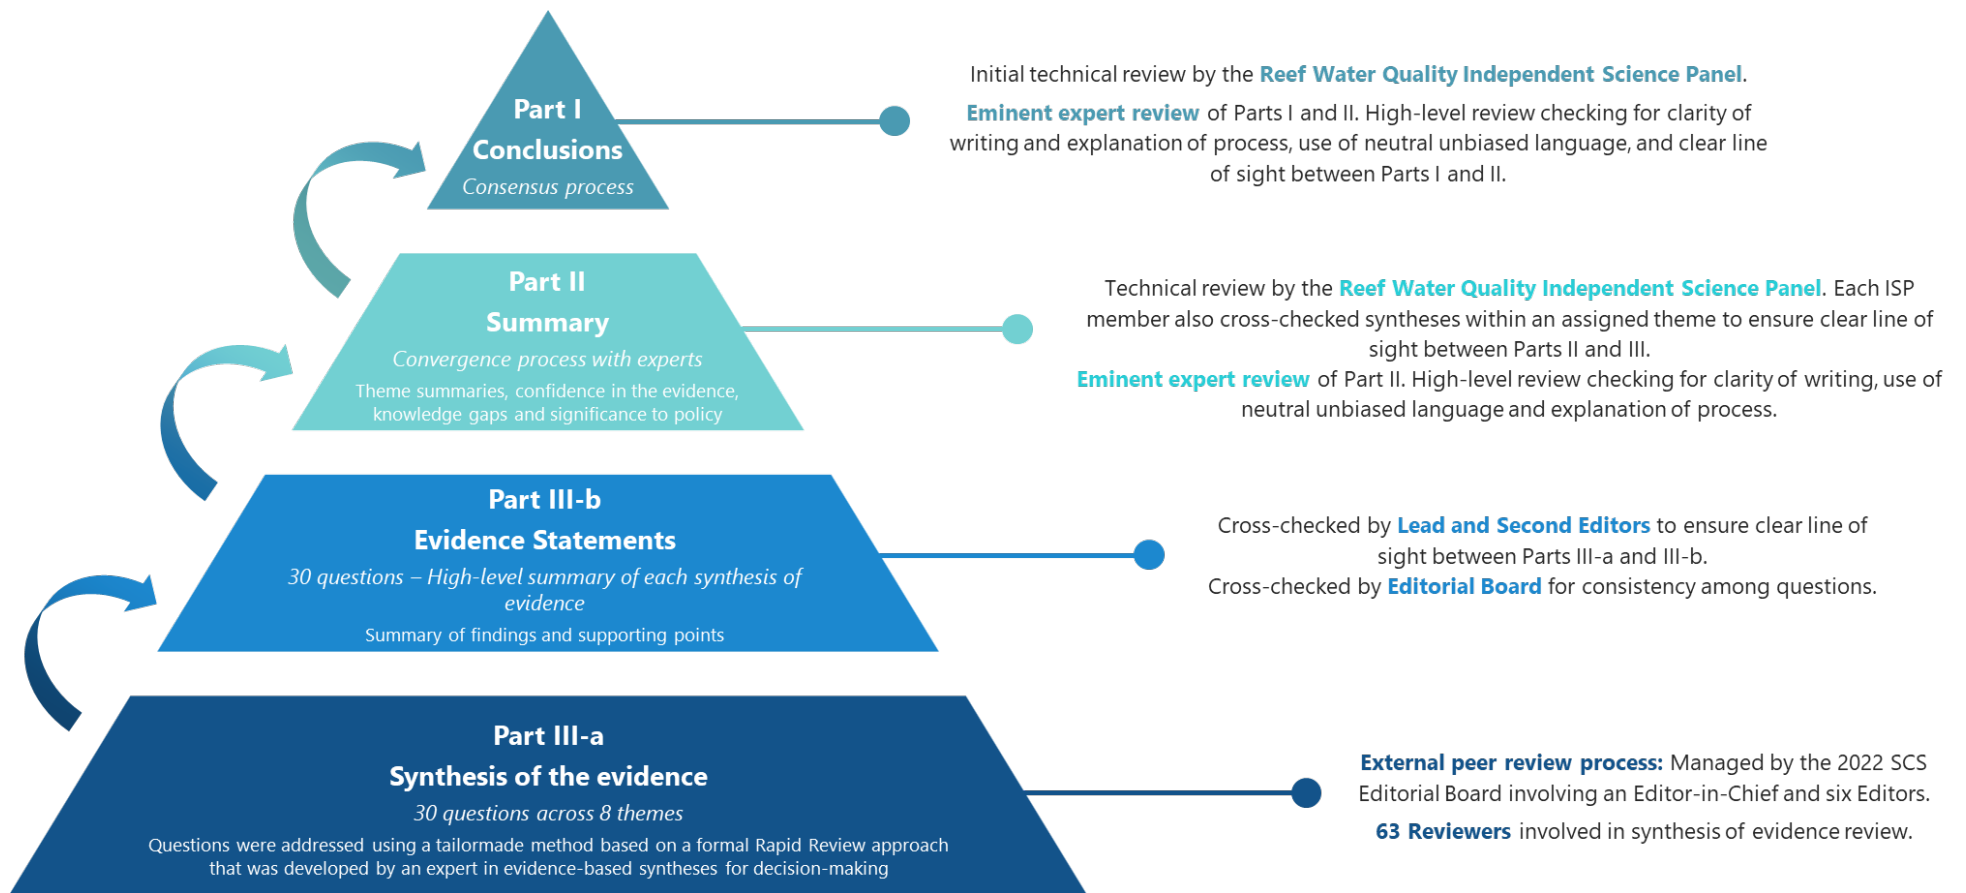 Part I
Conclusions
Consensus process
Initial technical review by the Reef Water Quality Independent Science Panel.
Eminent expert review of Parts I and II. High-level review checking for clarity of
writing and explanation of process, use of neutral unbiased language, and clear line
of sight between Parts I and II.
Part II
Summary
Convergence process with experts
Theme summaries, confidence in the evidence,
knowledge gaps and significance to policy
Technical review by the Reef Water Quality Independent Science Panel. Each ISP
member also cross-checked syntheses within an assigned theme to ensure clear line of
sight between Parts II and III.
Eminent expert review of Part II. High-level review checking for clarity of writing, use of
neutral unbiased language and explanation of process.
Part III-b
Evidence Statements
30 questions – High-level summary of each synthesis of
evidence
Summary of findings and supporting points
Cross-checked by Lead and Second Editors to ensure clear line of
sight between Parts III-a and III-b.
Cross-checked by Editorial Board for consistency among questions.
Part III-a
Synthesis of the evidence
30 questions across 8 themes
Questions were addressed using a tailormade method based on a formal Rapid Review approach
that was developed by an expert in evidence-based syntheses for decision-making
External peer review process: Managed by the 2022 SCS
Editorial Board involving an Editor-in-Chief and six Editors.
63 Reviewers involved in synthesis of evidence review.